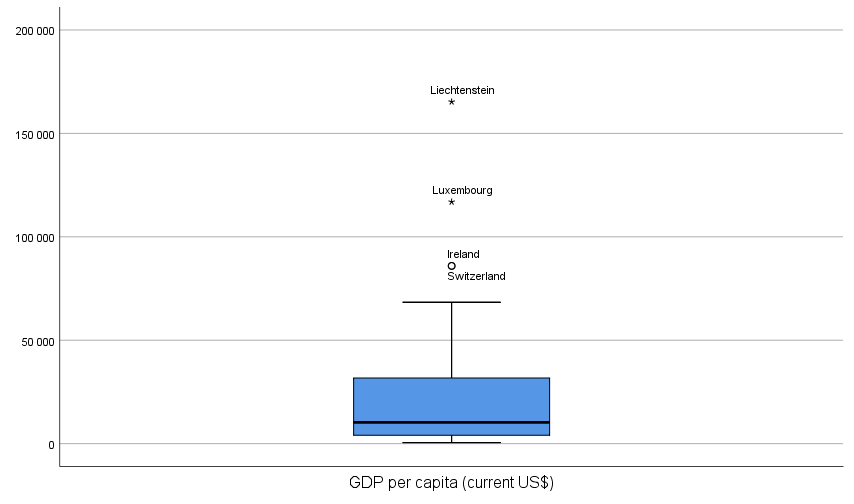 200 000
Liechtenstein
150 000
Luxembourg
100 000
Ireland
Switzerland
50 000
0
GDP per capita (current US$)